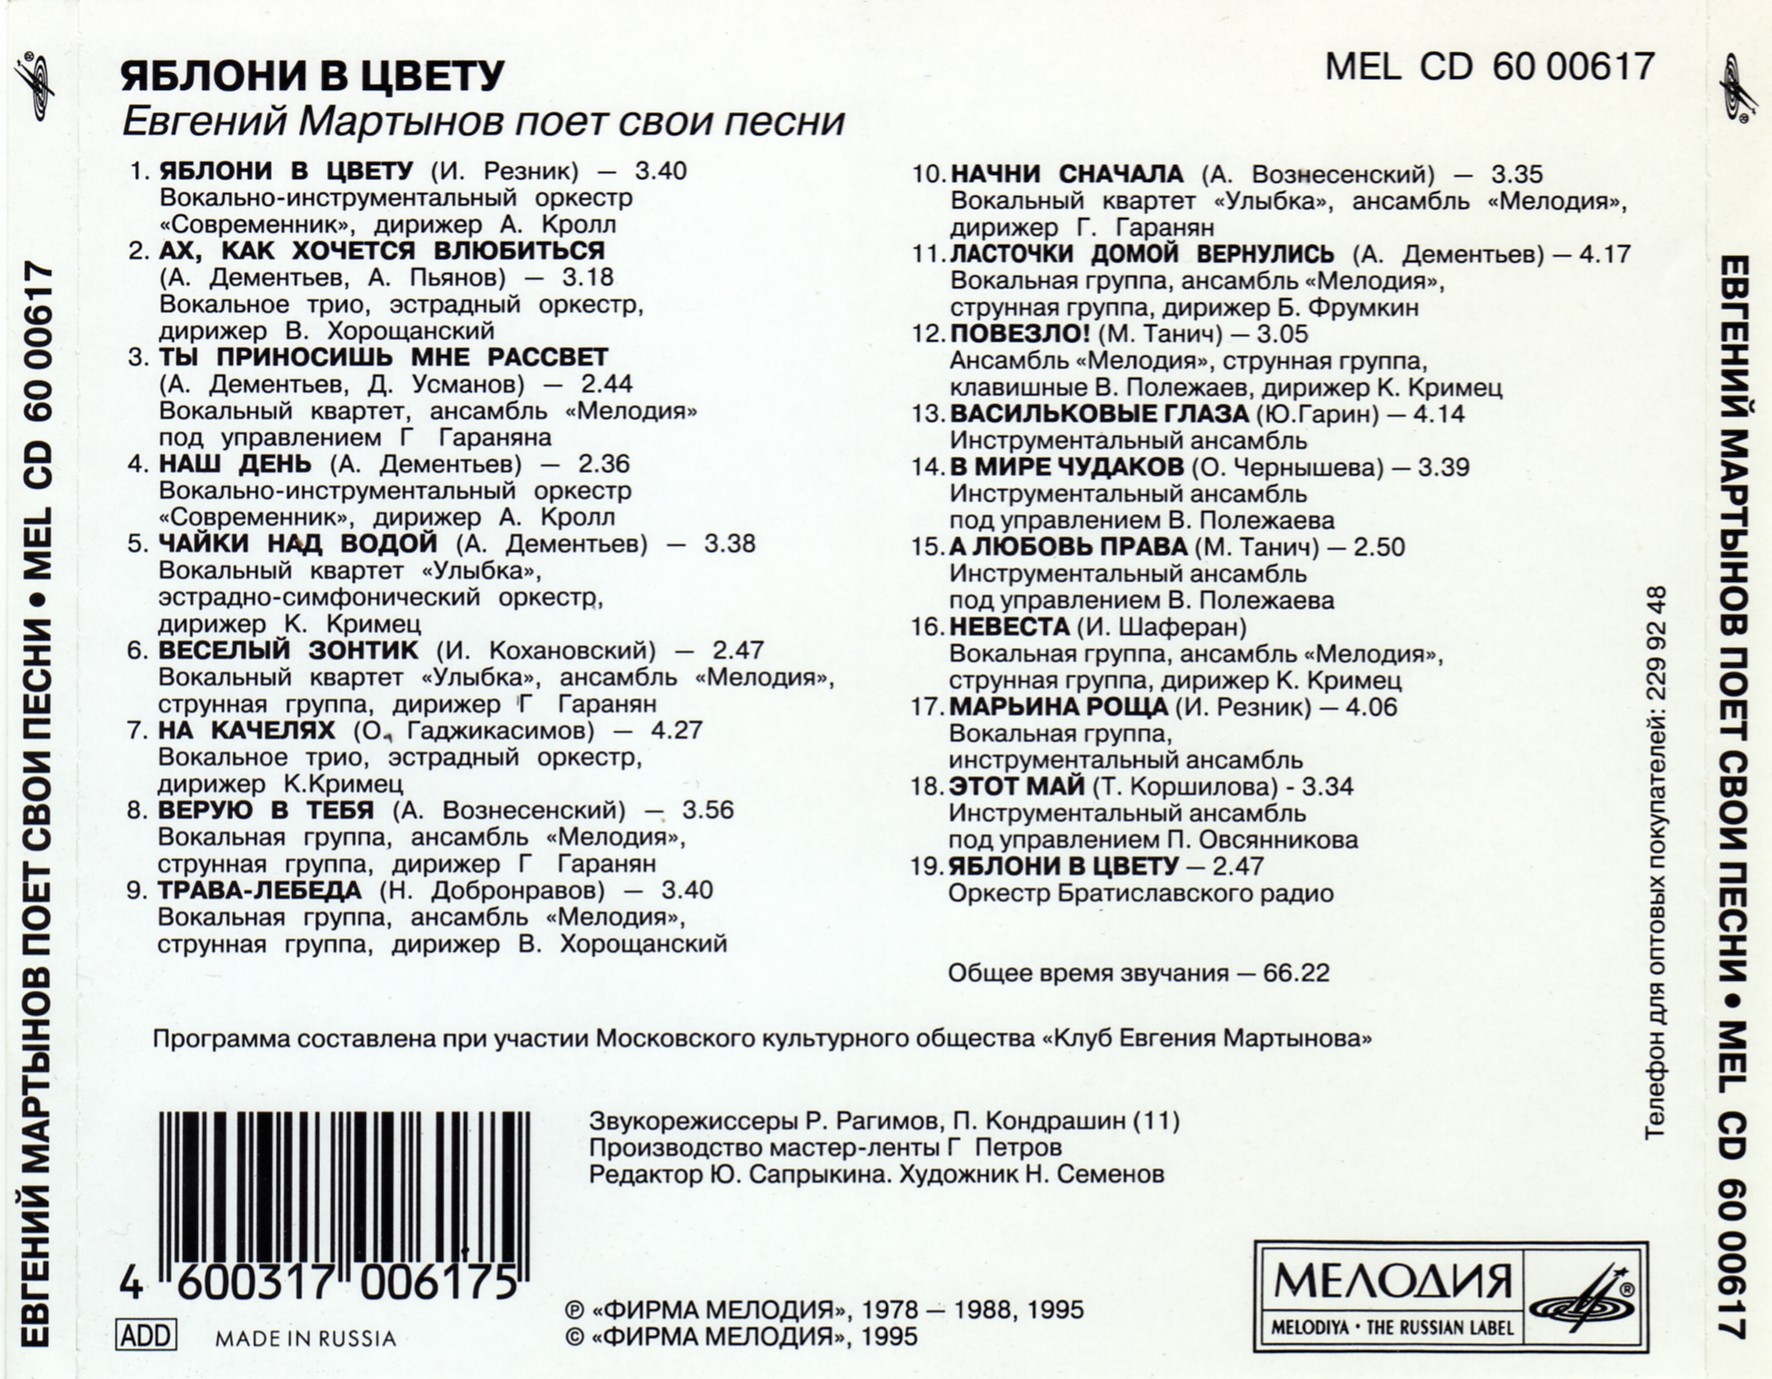 ЯБЛОНИ В ЦВЕТУ
Евгений Мартынов поет свои песни
MEL CD 60 00617
1. ЯБЛОНИ В ЦВЕТУ (И. Резник) — 3.40
Вокально-инструментальный оркестр
«Современник», дирижер А. Кролл
2. АХ, КАК ХОЧЕТСЯ ВЛЮБИТЬСЯ
(А. Дементьев, А. Пьянов) — 3.18
Вокальное трио, эстрадный оркестр,
дирижер В. Хорощанский
3. ТЫ ПРИНОСИШЬ МНЕ РАССВЕТ
(А. Дементьев, Д. Усманов) — 2.44
Вокальный квартет, ансамбль «Мелодия»
под управлением Г Гараняна
4. НАШ ДЕНЬ (А. Дементьев) — 2.36
Вокально-инструментальный оркестр
«Современник», дирижер А. Кролл
5. ЧАЙКИ НАД ВОДОЙ (А. Дементьев) — 3.38
Вокальный квартет «Улыбка»,
эстрадно-симфонический оркестр,
дирижер К. Кримец
6. ВЕСЕЛЫЙ ЗОНТИК (И. Кохановский) — 2.47
Вокальный квартет «Улыбка», ансамбль «Мелодия»,
струнная группа, дирижер Г Гаранян
7. НА КАЧЕЛЯХ (О. Гаджикасимов) — 4.27
Вокальное трио, эстрадный оркестр,
дирижер К.Кримец
8. ВЕРУЮ В ТЕБЯ (А. Вознесенский) — 3.56
Вокальная группа, ансамбль «Мелодия»,
струнная группа, дирижер Г Гаранян
9. ТРАВА-ЛЕБЕДА (Н. Добронравов) — 3.40
Вокальная группа, ансамбль «Мелодия»,
струнная группа, дирижер В. Хорощанский
10. НАЧНИ СНАЧАЛА (А. Вознесенский) — 3.35
Вокальный квартет «Улыбка», ансамбль «Мелодия»,
дирижер Г. Гаранян
11. ЛАСТОЧКИ ДОМОЙ ВЕРНУЛИСЬ (А. Дементьев) — 4.17
Вокальная группа, ансамбль «Мелодия»,
струнная группа, дирижер Б. Фрумкин
12. ПОВЕЗЛО! (М. Танич) — 3.05
Ансамбль «Мелодия», струнная группа,
клавишные В. Полежаев, дирижер К. Кримец
13. ВАСИЛЬКОВЫЕ ГЛАЗА (Ю.Гарин) — 4.14
Инструментальный ансамбль
14. В МИРЕ ЧУДАКОВ (О. Чернышева) — 3.39
Инструментальный ансамбль
под управлением В. Полежаева
15. А ЛЮБОВЬ ПРАВА (М. Танич) — 2.50
Инструментальный ансамбль
под управлением В. Полежаева
16. НЕВЕСТА (И. Шаферан)
Вокальная группа, ансамбль «Мелодия»,
струнная группа, дирижер К. Кримец
17. МАРЬИНА РОЩА (И. Резник) — 4.06
Вокальная группа,
инструментальный ансамбль
18. ЭТОТ МАЙ (Т. Коршилова) - 3.34
Инструментальный ансамбль
под управлением П. Овсянникова
19. ЯБЛОНИ В ЦВЕТУ — 2.47
Оркестр Братиславского радио
Общее время звучания — 66.22
Программа составлена при участии Московского культурного общества «Клуб Евгения Мартынова»
Звукорежиссеры Р. Рагимов, П. Кондрашин (11)
Производство мастер-ленты Г Петров
Редактор Ю. Сапрыкина. Художник Н. Семенов
4 600317 006175
ADD MADE IN RUSSIA
℗ «ФИРМА МЕЛОДИЯ», 1978 — 1988, 1995
© «ФИРМА МЕЛОДИЯ», 1995
МЕЛОДИЯ ®
MELODIYA · THE RUSSIAN LABEL
Телефон для оптовых покупателей: 229 92 48
ЕВГЕНИЙ МАРТЫНОВ ПОЕТ СВОИ ПЕСНИ • MEL CD 60 00617
ЕВГЕНИЙ МАРТЫНОВ ПОЕТ СВОИ ПЕСНИ • MEL CD 60 00617